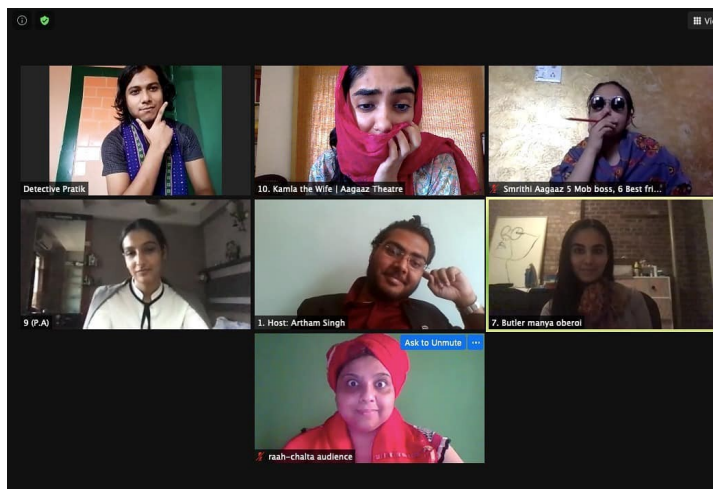 Vi
Detective Pratik
10. Kamla the Wife | Aagaaz Theatre
Smrithi Aagaaz 5 Mob boss, 6 Best fri...
9 (P.A)
1. Host: Artham Singh
7. Butler manya oberoi
Ask to Unmute ...
raah-chalta audience